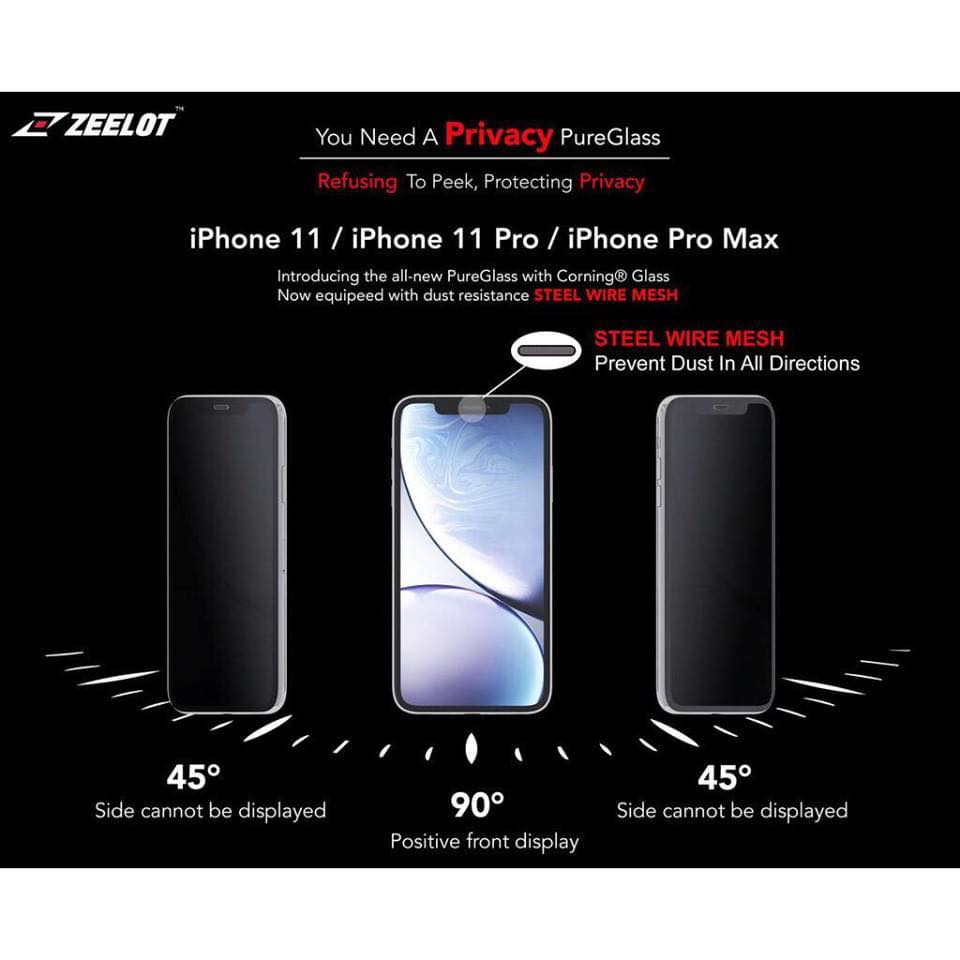 ZEELOT™
You Need A Privacy PureGlass
Refusing To Peek, Protecting Privacy
iPhone 11 / iPhone 11 Pro / iPhone Pro Max
Introducing the all-new PureGlass with Corning® Glass
Now equipeed with dust resistance STEEL WIRE MESH
STEEL WIRE MESH
Prevent Dust In All Directions
45°
Side cannot be displayed
90°
Positive front display
45°
Side cannot be displayed